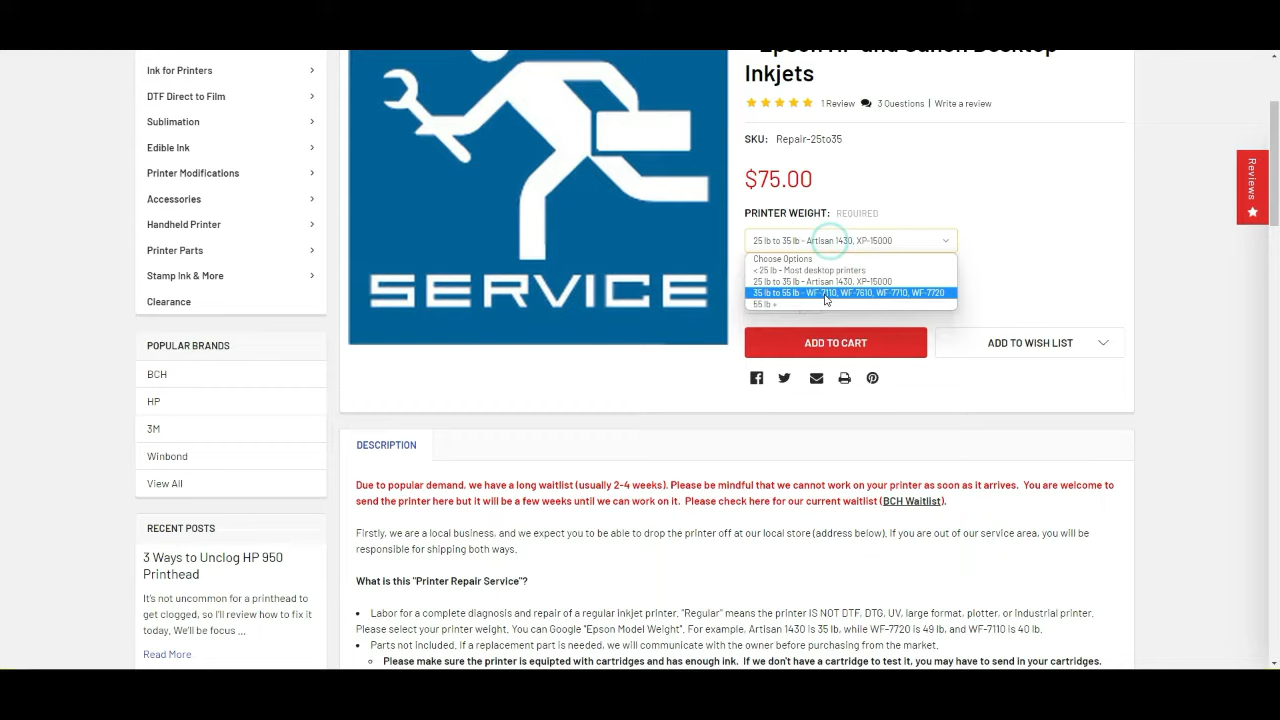 Ink for Printers
DTF Direct to Film
Sublimation
Edible Ink
Printer Modifications
Accessories
Handheld Printer
Printer Parts
Stamp Ink & More
Clearance
POPULAR BRANDS
BCH
HP
3M
Winbond
View All
RECENT POSTS
3 Ways to Unclog HP 950
Printhead
It's not uncommon for a printhead to
get clogged, so I'll review how to fix it
today. We'll be focus ...
Read More
SERVICE
Inkjets
1 Review 3 Questions | Write a review
SKU: Repair-25to35
$75.00
PRINTER WEIGHT: REQUIRED
25 lb to 35 lb - Artisan 1430, XP-15000
Choose Options
< 25 lb - Most desktop printers
25 lb to 35 lb - Artisan 1430, XP-15000
35 lb to 55 lb - WF-7110, WF-7610, WF-7710, WF-7720
55 lb +
ADD TO CART
ADD TO WISH LIST
DESCRIPTION
Due to popular demand, we have a long waitlist (usually 2-4 weeks). Please be mindful that we cannot work on your printer as soon as it arrives. You are welcome to
send the printer here but it will be a few weeks until we can work on it. Please check here for our current waitlist (BCH Waitlist).
Firstly, we are a local business, and we expect you to be able to drop the printer off at our local store (address below). If you are out of our service area, you will be
responsible for shipping both ways.
What is this "Printer Repair Service"?
• Labor for a complete diagnosis and repair of a regular inkjet printer. "Regular" means the printer IS NOT DTF, DTG, UV, large format, plotter, or industrial printer.
Please select your printer weight. You can Google "Epson Model Weight". For example, Artisan 1430 is 35 lb, while WF-7720 is 49 lb, and WF-7110 is 40 lb.
• Parts not included. If a replacement part is needed, we will communicate with the owner before purchasing from the market.
Please make sure the printer is equipted with cartridges and has enough ink. If we don't have a cartridge to test it, you may have to send in your cartridges.
Reviews